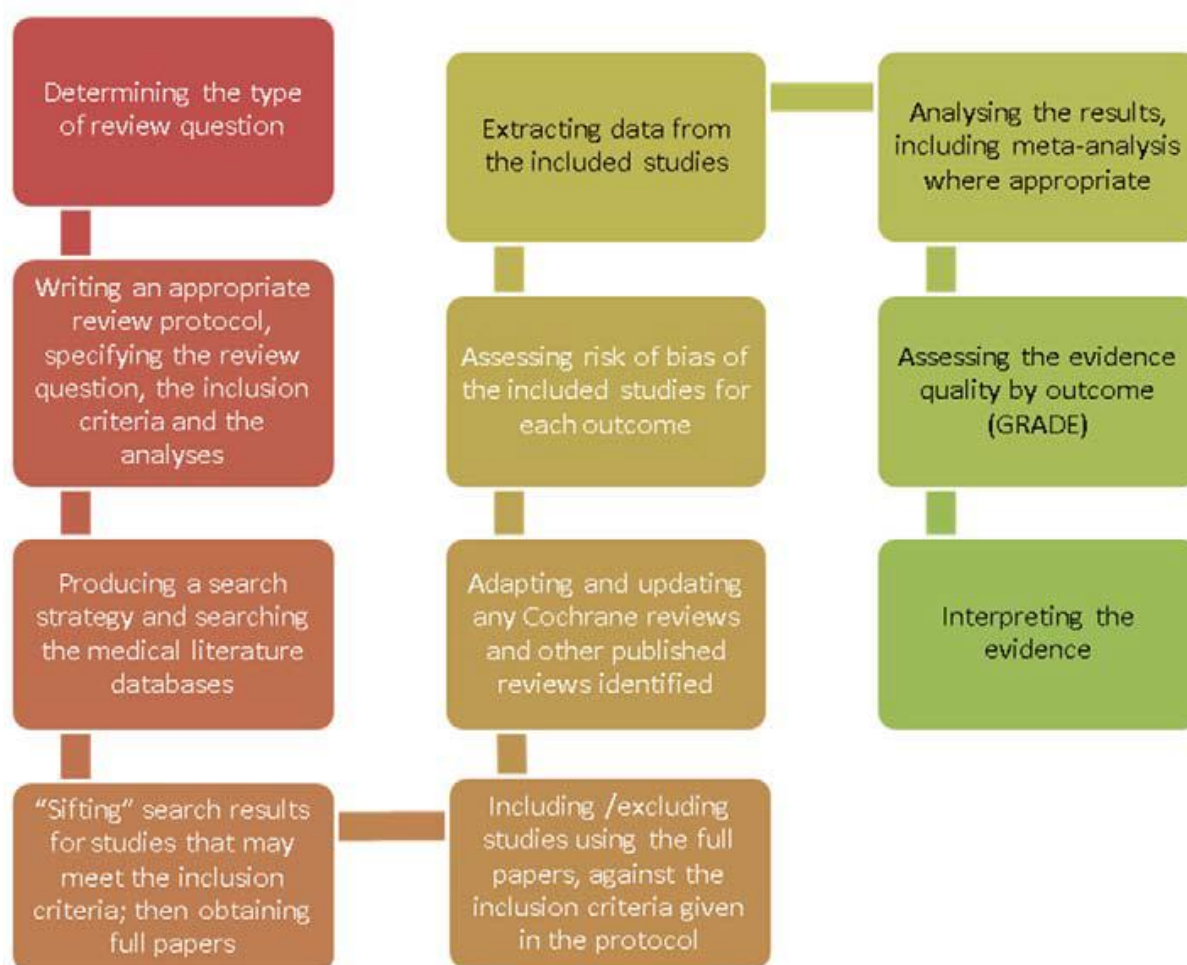 Determining the type
of review question
Writing an appropriate
review protocol,
specifying the review
question, the inclusion
criteria and the
analyses
Producing a search
strategy and searching
the medical literature
databases
“Sifting” search results
for studies that may
meet the inclusion
criteria; then obtaining
full papers
Including /excluding
studies using the full
papers, against the
inclusion criteria given
in the protocol
Adapting and updating
any Cochrane reviews
and other published
reviews identified
Assessing risk of bias of
the included studies for
each outcome
Extracting data from
the included studies
Analysing the results,
including meta-analysis
where appropriate
Assessing the evidence
quality by outcome
(GRADE)
Interpreting the
evidence